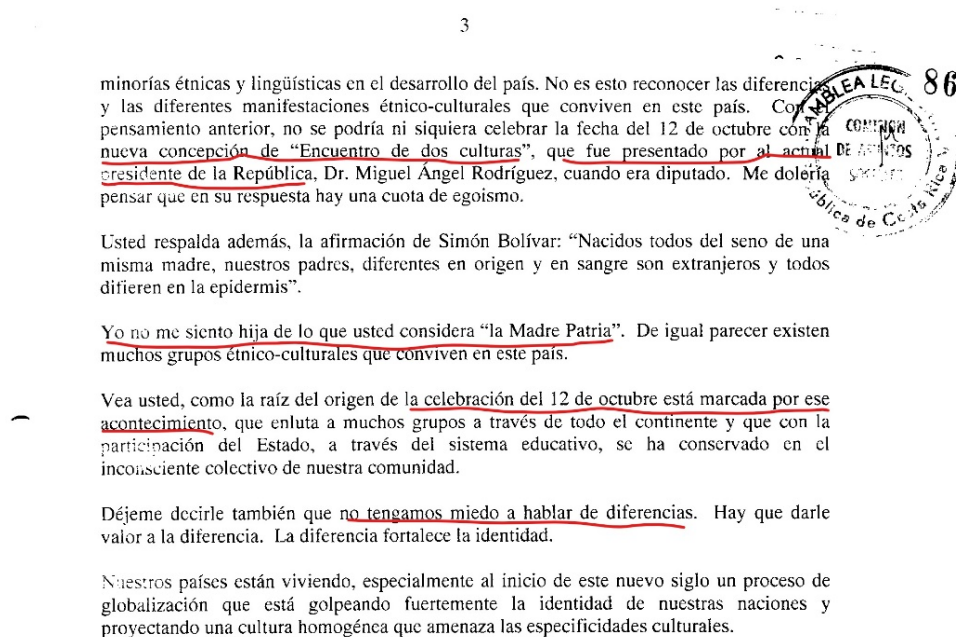 3
86
minorías étnicas y lingüísticas en el desarrollo del país. No es esto reconocer las diferencias
y las diferentes manifestaciones étnico-culturales que conviven en este país. Con
pensamiento anterior, no se podría ni siquiera celebrar la fecha del 12 de octubre con la
nueva concepción de “Encuentro de dos culturas”, que fue presentado por al actual
presidente de la República, Dr. Miguel Ángel Rodríguez, cuando era diputado. Me dolería
pensar que en su respuesta hay una cuota de egoismo.
COMISION
DE ASUNTOS
Costa Rica
Usted respalda además, la afirmación de Simón Bolívar: “Nacidos todos del seno de una
misma madre, nuestros padres, diferentes en origen y en sangre son extranjeros y todos
difieren en la epidermis”.
Yo no me siento hija de lo que usted considera “la Madre Patria”. De igual parecer existen
muchos grupos étnico-culturales que conviven en este país.
Vea usted, como la raíz del origen de la celebración del 12 de octubre está marcada por ese
acontecimiento, que enluta a muchos grupos a través de todo el continente y que con la
participación del Estado, a través del sistema educativo, se ha conservado en el
inconsciente colectivo de nuestra comunidad.
Déjeme decirle también que no tengamos miedo a hablar de diferencias. Hay que darle
valor a la diferencia. La diferencia fortalece la identidad.
Nuestros países están viviendo, especialmente al inicio de este nuevo siglo un proceso de
globalización que está golpeando fuertemente la identidad de nuestras naciones y
proyectando una cultura homogénea que amenaza las especificidades culturales.